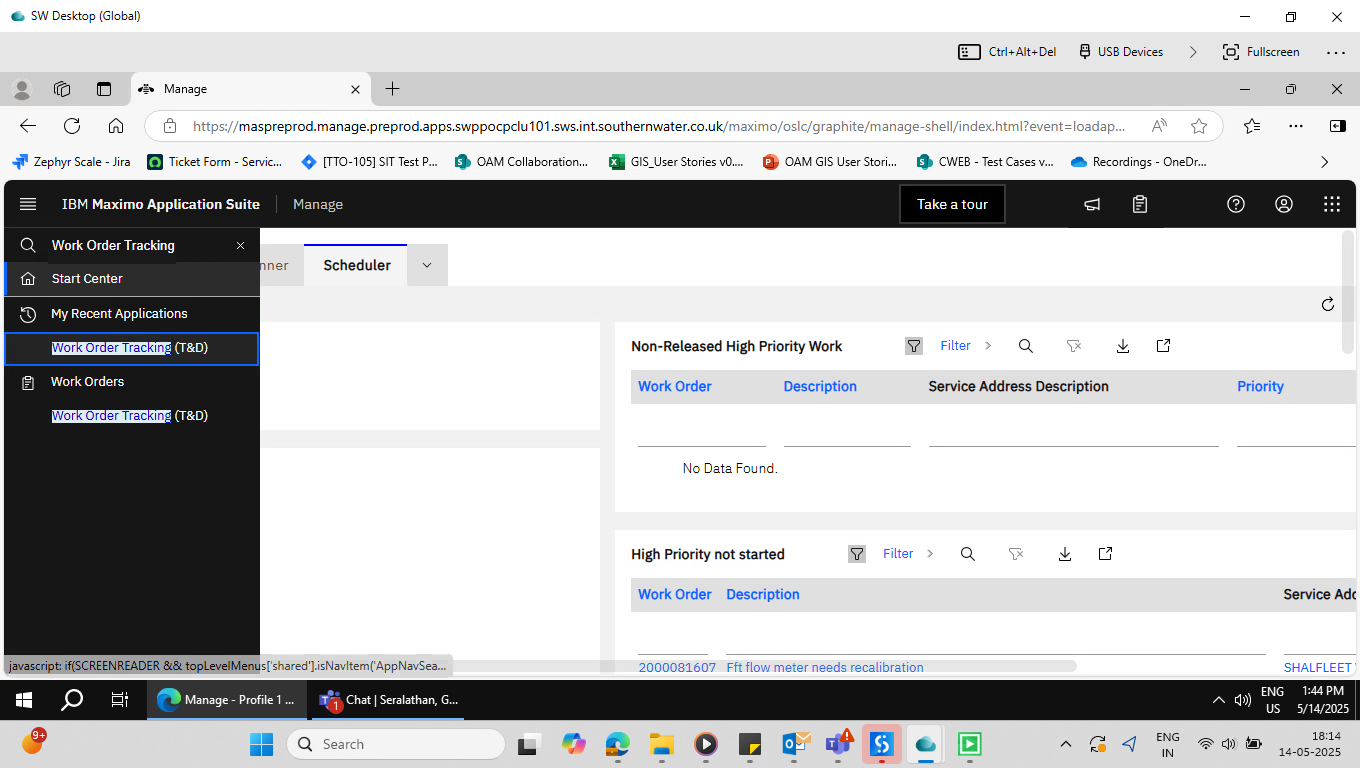 SW Desktop (Global)
Ctrl+Alt+Del USB Devices Fullscreen
Manage
https://maspreprod.manage.preprod.apps.swppocpclu101.sws.int.southernwater.co.uk/maximo/oslc/graphite/manage-shell/index.html?event=loadap...
Zephyr Scale - Jira Ticket Form - Servic... [TTO-105] SIT Test P... OAM Collaboration... GIS_User Stories v0.... OAM GIS User Stori... CWEB - Test Cases v... Recordings - OneDr...
IBM Maximo Application Suite Manage Take a tour
Work Order Tracking
nner Scheduler
Start Center
My Recent Applications
Work Order Tracking (T&D)
Work Orders
Work Order Tracking (T&D)
Non-Released High Priority Work Filter
Work Order Description Service Address Description Priority
No Data Found.
High Priority not started Filter
Work Order Description Service Add
2000081607 Fft flow meter needs recalibration SHALFLEET
javascript: if(SCREENREADER && topLevelMenus['shared'].isNavItem('AppNavSea...
Manage - Profile 1 ... 1 Chat | Seralathan, G... ENG US 1:44 PM 5/14/2025
9+ Search ENG IN 18:14 14-05-2025